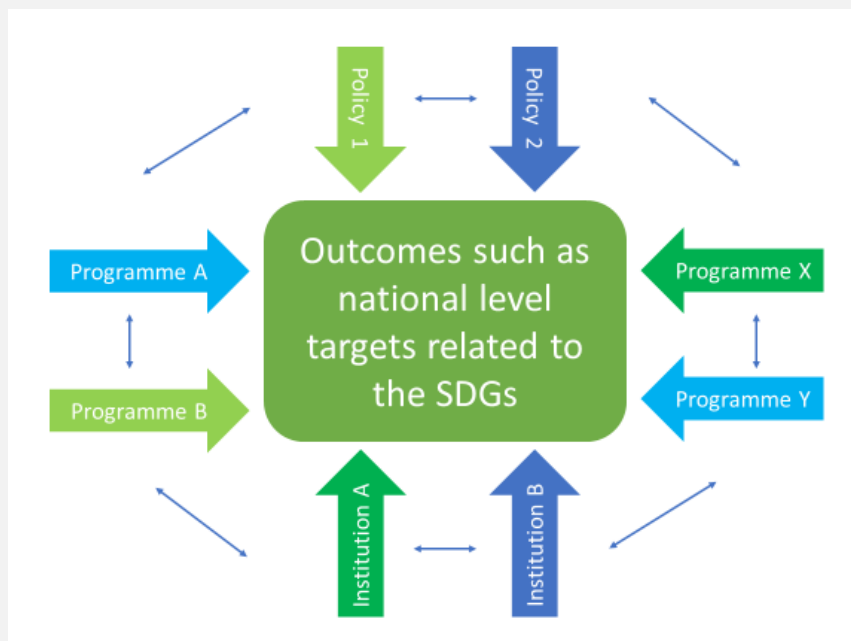 Policy 1
Policy 2
Programme A
Outcomes such as
national level
targets related to
the SDGs
Programme X
Programme B
Programme Y
Institution A
Institution B